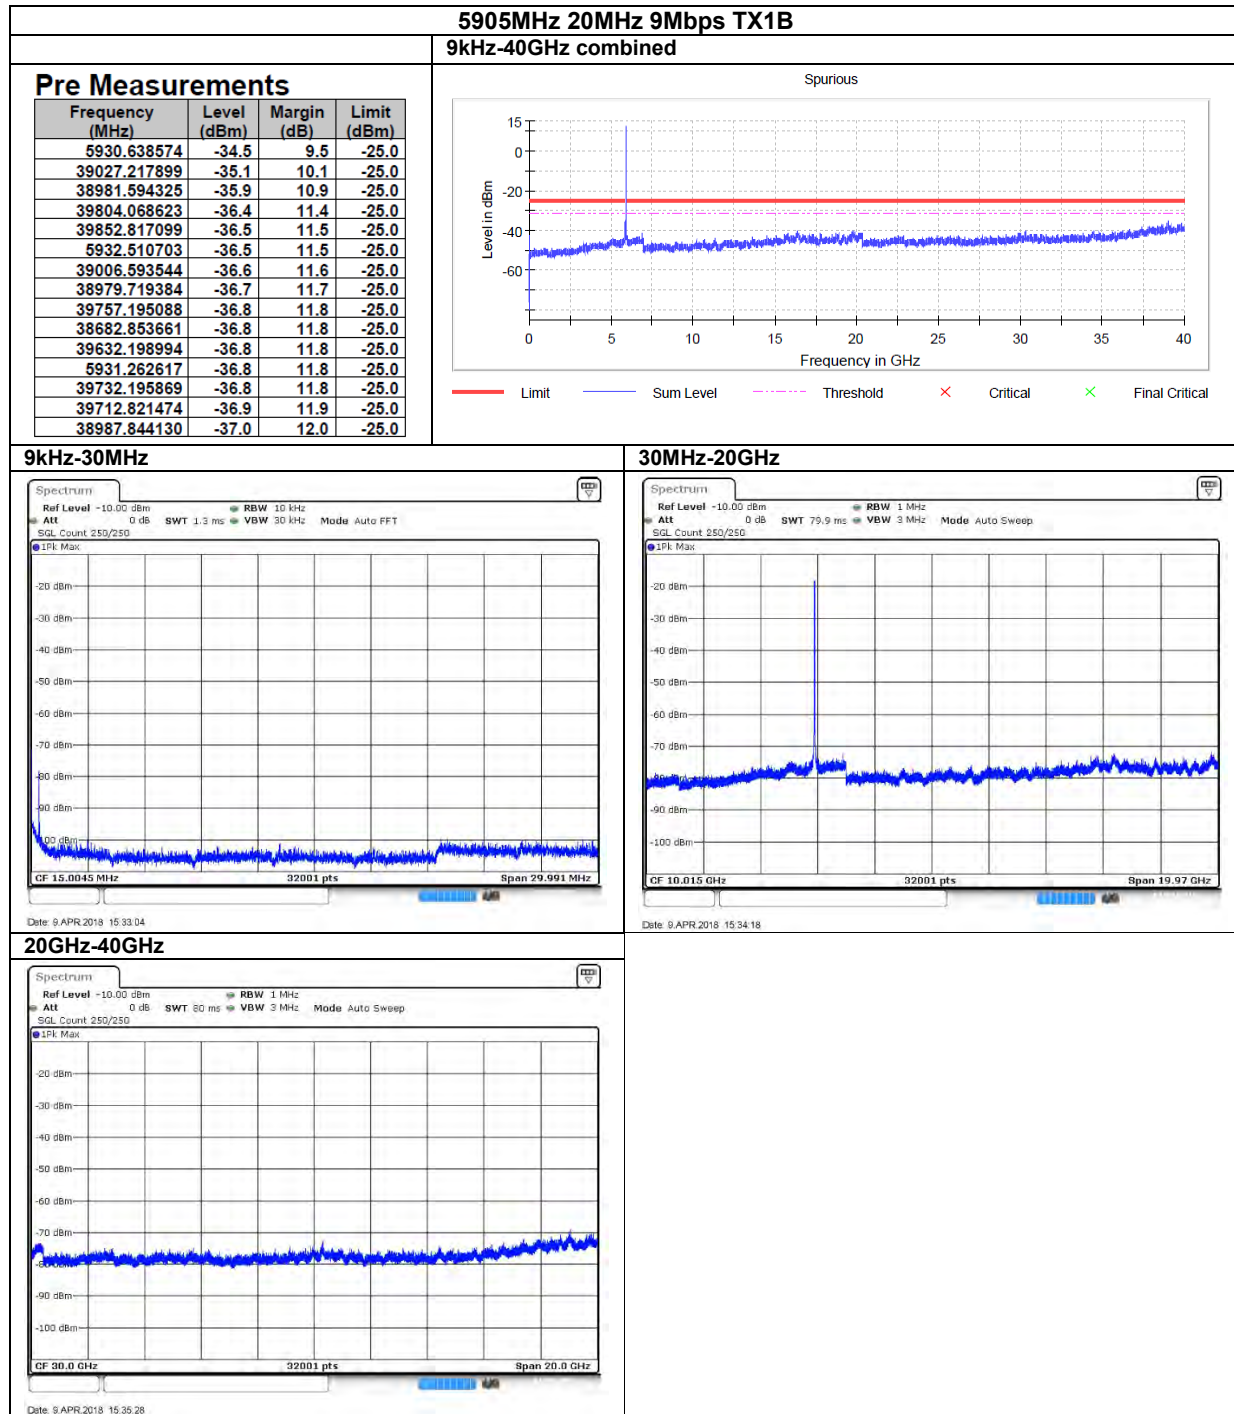 5905MHz 20MHz 9Mbps TX1B
9kHz-40GHz combined
Pre Measurements
Frequency (MHz) Level (dBm) Margin (dB) Limit (dBm)
5930.638574 -34.5 9.5 -25.0
39027.217899 -35.1 10.1 -25.0
38981.594325 -35.9 10.9 -25.0
39804.068623 -36.4 11.4 -25.0
39852.817099 -36.5 11.5 -25.0
5932.510703 -36.5 11.5 -25.0
39006.593544 -36.6 11.6 -25.0
38979.719384 -36.7 11.7 -25.0
39757.195088 -36.8 11.8 -25.0
38682.853661 -36.8 11.8 -25.0
39632.198994 -36.8 11.8 -25.0
5931.262617 -36.8 11.8 -25.0
39732.195869 -36.8 11.8 -25.0
39712.821474 -36.9 11.9 -25.0
38987.844130 -37.0 12.0 -25.0
Spurious
15
0
-20
-40
-60
Level in dBm
0 5 10 15 20 25 30 35 40
Frequency in GHz
Limit Sum Level Threshold Critical Final Critical
9kHz-30MHz
Spectrum
Ref Level -10.00 dBm RBW 10 kHz
Att 0 dB SWT 1.3 ms VBW 30 kHz Mode Auto FFT
SGL Count 250/250
1Pk Max
-20 dBm
-30 dBm
-40 dBm
-50 dBm
-60 dBm
-70 dBm
-80 dBm
-90 dBm
-100 dBm
CF 15.0045 MHz 32001 pts Span 29.991 MHz
Date: 9.APR.2018 15:33:04
30MHz-20GHz
Spectrum
Ref Level -10.00 dBm RBW 1 MHz
Att 0 dB SWT 79.9 ms VBW 3 MHz Mode Auto Sweep
SGL Count 250/250
1Pk Max
-20 dBm
-30 dBm
-40 dBm
-50 dBm
-60 dBm
-70 dBm
-80 dBm
-90 dBm
-100 dBm
CF 10.015 GHz 32001 pts Span 19.97 GHz
Date: 9.APR.2018 15:34:18
20GHz-40GHz
Spectrum
Ref Level -10.00 dBm RBW 1 MHz
Att 0 dB SWT 80 ms VBW 3 MHz Mode Auto Sweep
SGL Count 250/250
1Pk Max
-20 dBm
-30 dBm
-40 dBm
-50 dBm
-60 dBm
-70 dBm
-80 dBm
-90 dBm
-100 dBm
CF 30.0 GHz 32001 pts Span 20.0 GHz
Date: 9.APR.2018 15:35:28